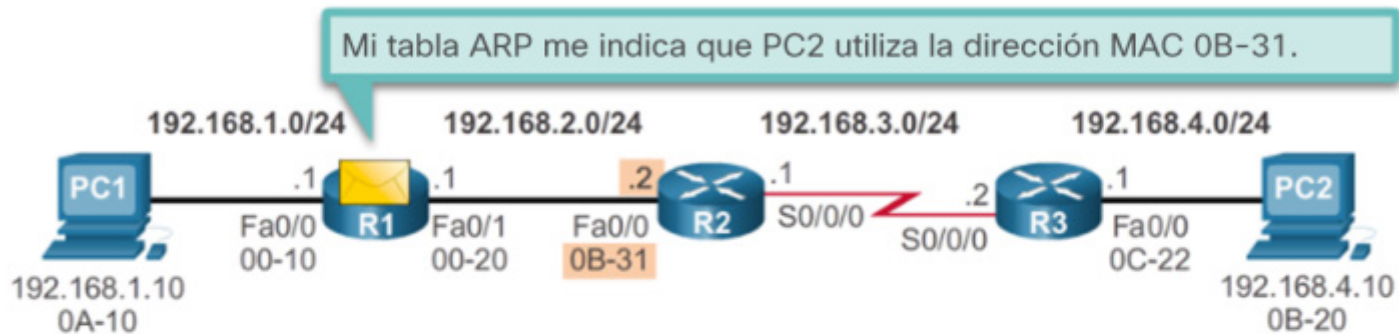 Mi tabla ARP me indica que PC2 utiliza la dirección MAC 0B-31.
192.168.1.0/24 192.168.2.0/24 192.168.3.0/24 192.168.4.0/24
PC1 .1 R1 .1 .2 R2 .1 .2 R3 .1 PC2
Fa0/0 Fa0/1 Fa0/0 S0/0/0 S0/0/0 Fa0/0
00-10 00-20 0B-31 0C-22
192.168.1.10 192.168.4.10
0A-10 0B-20